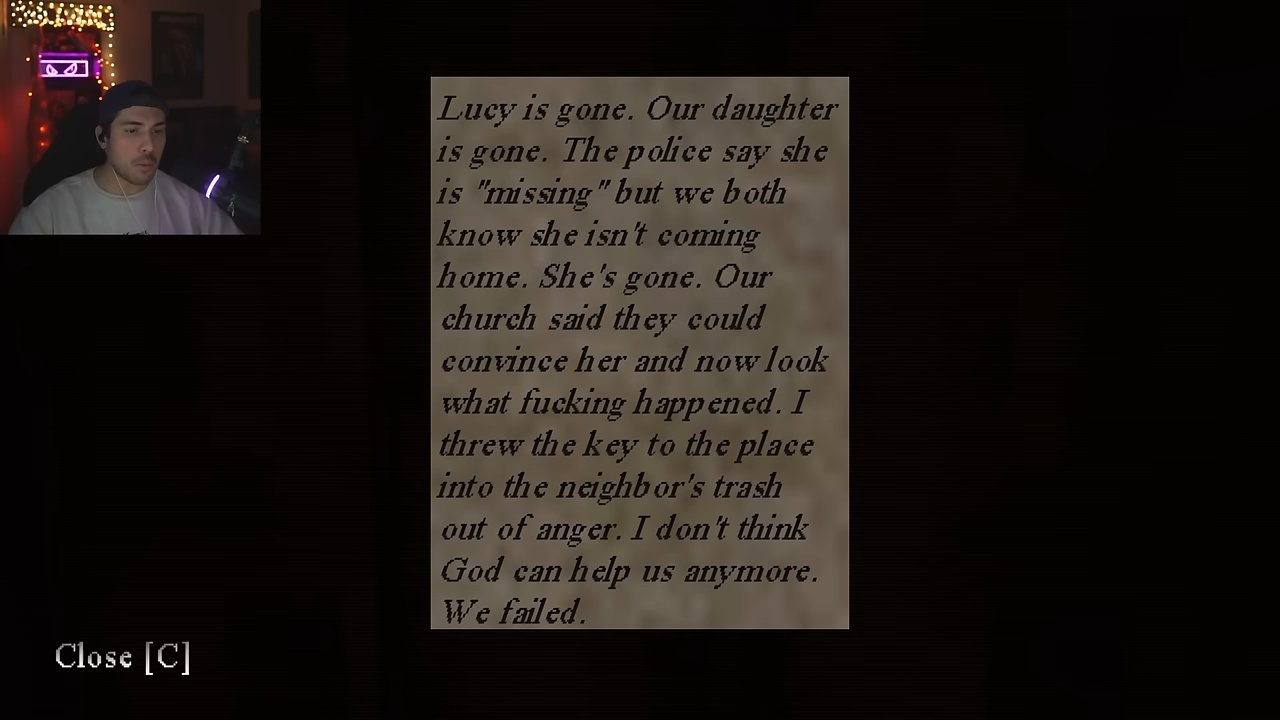 Lucy is gone. Our daughter
is gone. The police say she
is "missing" but we both
know she isn't coming
home. She's gone. Our
church said they could
convince her and now look
what fucking happened. I
threw the key to the place
into the neighbor's trash
out of anger. I don't think
God can help us anymore.
We failed.
Close [C]